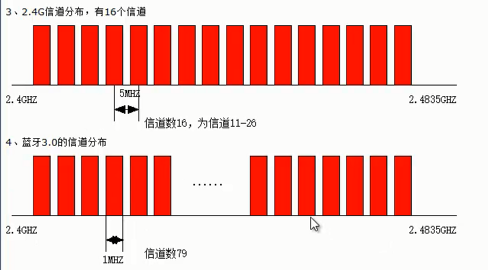 3、2.4G信道分布，有16个信道
5MHZ
2.4GHZ
2.4835GHZ
信道数16，为信道11-26
4、蓝牙3.0的信道分布
......
2.4GHZ
2.4835GHZ
1MHZ
信道数79